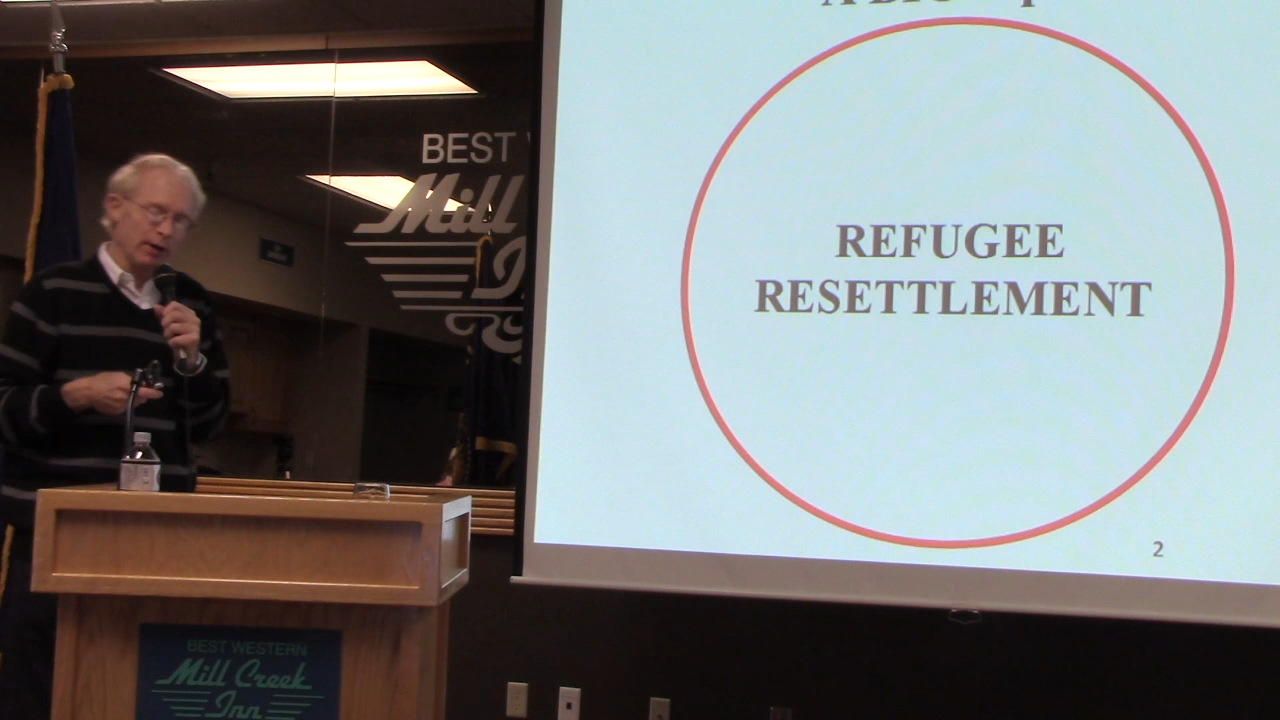 REFUGEE
RESETTLEMENT
2
BEST
Mill
BEST WESTERN
Mill Creek
Inn